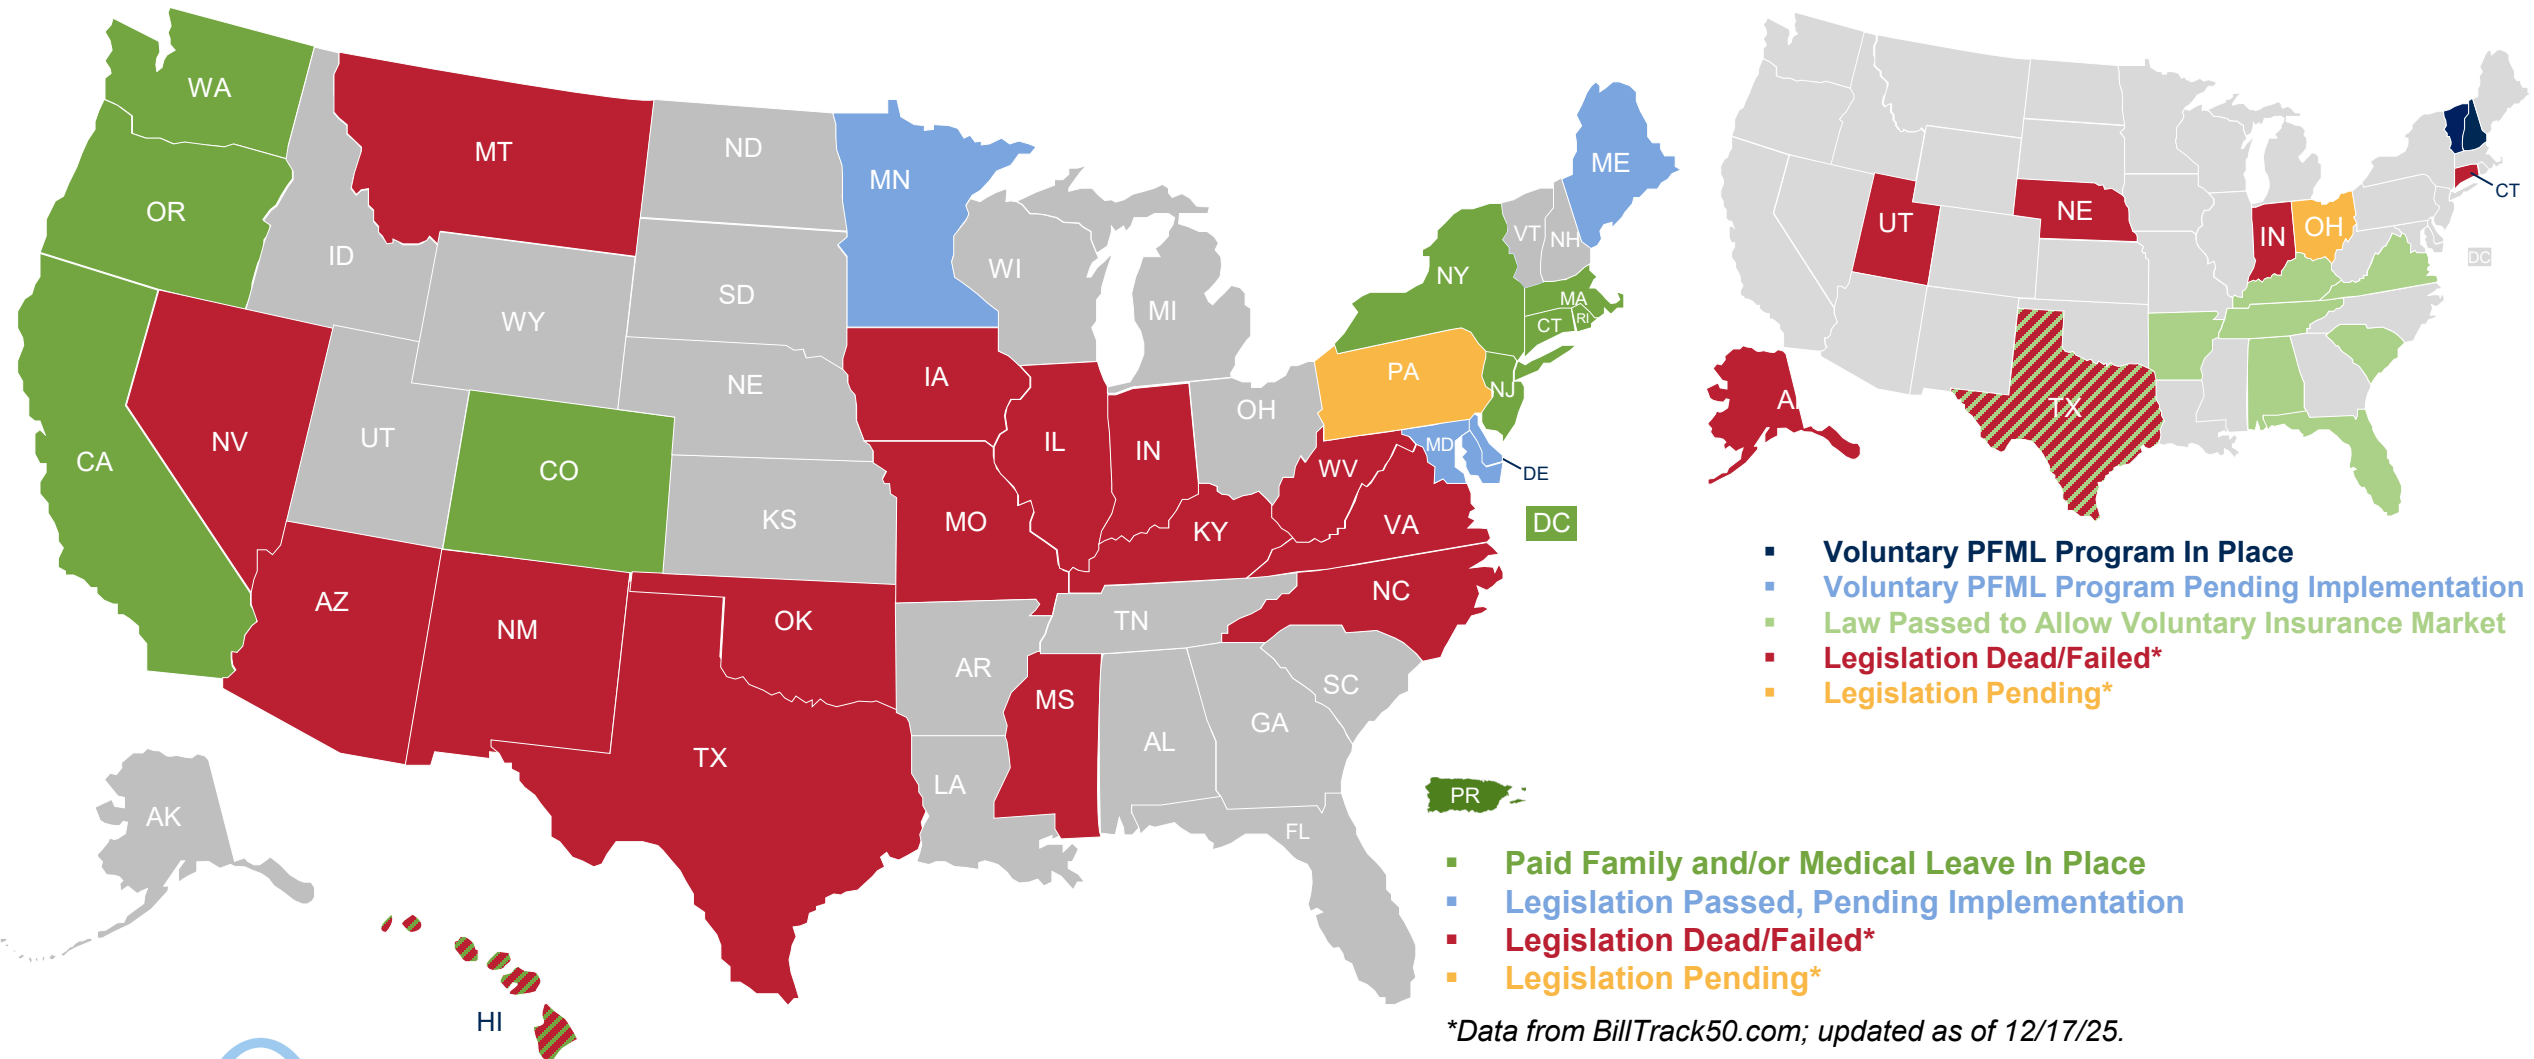 WA
OR
CA
NV
ID
MT
WY
UT
AZ
CO
NM
ND
SD
NE
KS
OK
TX
MN
IA
MO
AR
LA
WI
IL
MI
IN
OH
KY
TN
MS
AL
GA
FL
SC
NC
VA
WV
PA
NY
VT
NH
ME
MA
CT
RI
NJ
MD
DE
DC
AK
HI
PR
▪ Paid Family and/or Medical Leave In Place
▪ Legislation Passed, Pending Implementation
▪ Legislation Dead/Failed*
▪ Legislation Pending*
*Data from BillTrack50.com; updated as of 12/17/25.
UT
NE
IN
OH
CT
DC
A
TX
▪ Voluntary PFML Program In Place
▪ Voluntary PFML Program Pending Implementation
▪ Law Passed to Allow Voluntary Insurance Market
▪ Legislation Dead/Failed*
▪ Legislation Pending*